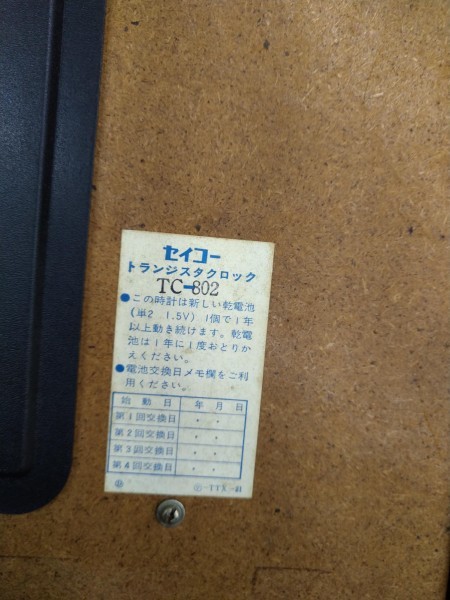 セイコー
トランジスタクロック
TC-802
●この時計は新しい乾電池
(単2 1.5V) 1個で1年
以上動き続けます。乾電
池は1年に1度おとりか
えください。
●電池交換日メモ欄をご利
用ください。
始動日 年 月 日
第1回交換日 ・ ・
第2回交換日 ・ ・
第3回交換日 ・ ・
第4回交換日 ・ ・